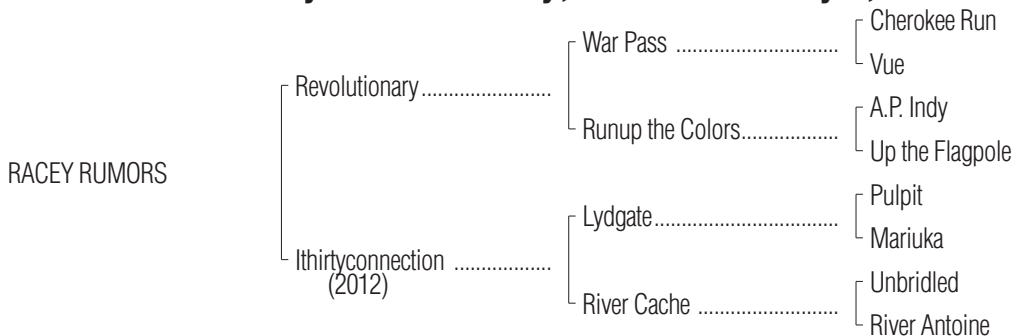 Cherokee Run
War Pass ..............................
Vue
Revolutionary........................
A.P. Indy
Runup the Colors..................
Up the Flagpole
RACEY RUMORS
Pulpit
Lydgate..................................
Mariuka
Ithirtyconnection ..................
(2012)
Unbridled
River Cache ..........................
River Antoine